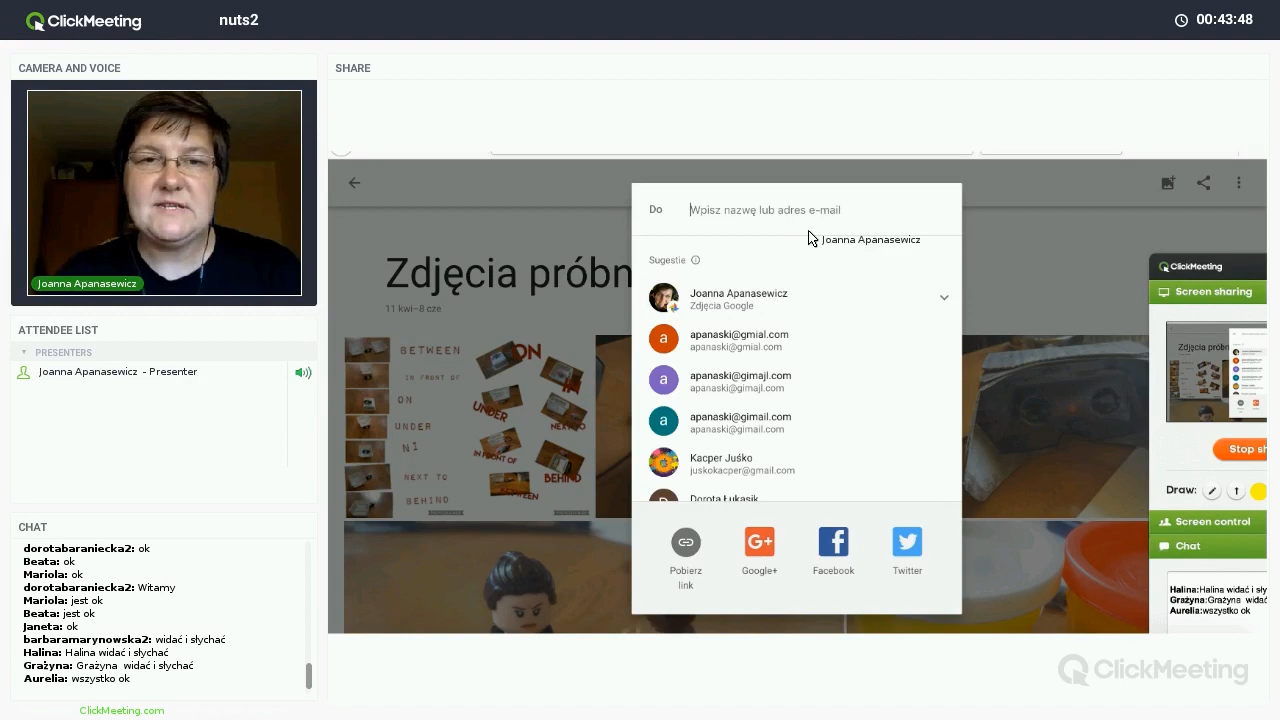 ClickMeeting
nuts2
00:43:48
CAMERA AND VOICE
Joanna Apanasewicz
ATTENDEE LIST
PRESENTERS
Joanna Apanasewicz - Presenter
CHAT
dorotabaraniecka2: ok
Beata: ok
Mariola: ok
dorotabaraniecka2: Witamy
Mariola: jest ok
Beata: jest ok
Janeta: ok
barbaramarynowska2: widać i słychać
Halina: Halina widać i słychać
Grażyna: Grażyna widać i słychać
Aurelia: wszystko ok
ClickMeeting.com
SHARE
Zdjęcia próbn
11 kwi–8 cze
BETWEEN
IN FRONT OF
ON
UNDER
NEXT TO
BEHIND
ON
UNDER
NEXT TO
IN FRONT OF
BEHIND
Do
Wpisz nazwę lub adres e-mail
Joanna Apanasewicz
Sugestie
Joanna Apanasewicz
Zdjęcia Google
a
apanaski@gmial.com
apanaski@gmial.com
a
apanaski@gimajl.com
apanaski@gimajl.com
a
apanaski@gimail.com
apanaski@gimail.com
Kacper Juśko
juskokacper@gmail.com
Dorota Łukasik
Pobierz
link
G+
Google+
Facebook
Twitter
ClickMeeting
Screen sharing
Zdjęcia próbn
Stop sh
Draw:
Screen control
Chat
Halina:Halina widać i sły
Grażyna:Grażyna widać
Aurelia:wszystko ok
ClickMeeting